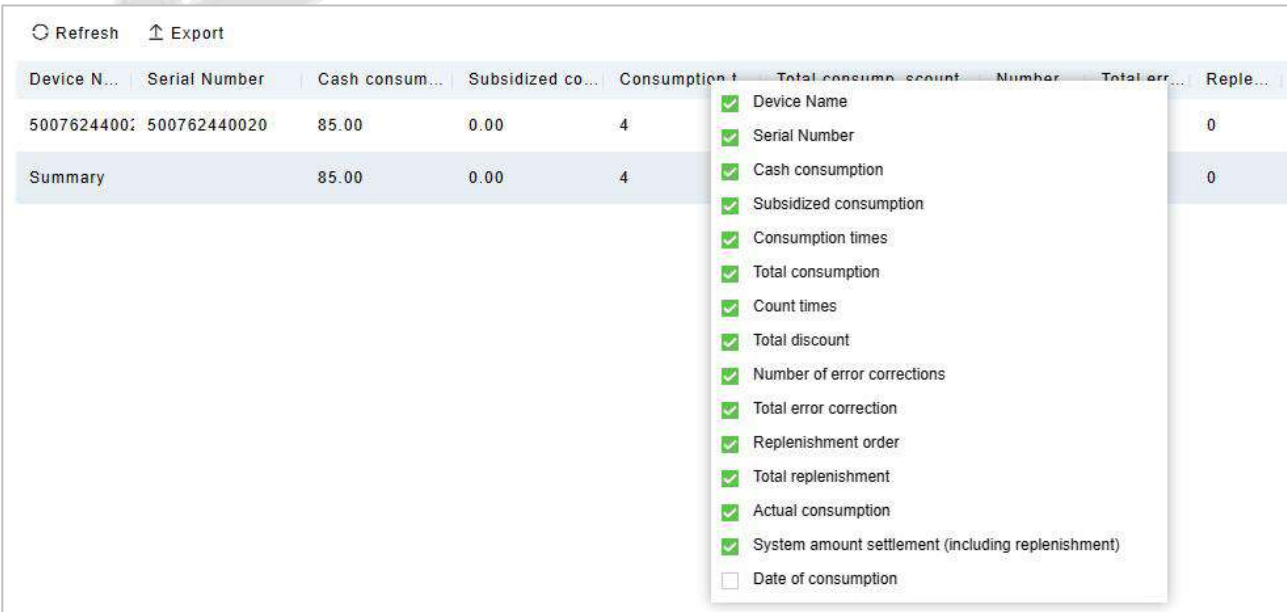 Refresh Export
Device N... Serial Number Cash consum... Subsidized co... Consumption t Total consump scount Number Total err... Reple...
500762440020 85.00 0.00 4 0
Summary 85.00 0.00 4 0
Device Name
Serial Number
Cash consumption
Subsidized consumption
Consumption times
Total consumption
Count times
Total discount
Number of error corrections
Total error correction
Replenishment order
Total replenishment
Actual consumption
System amount settlement (including replenishment)
Date of consumption